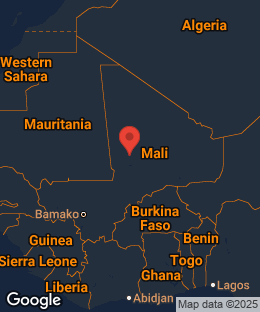 Algeria
Western
Sahara
Mauritania
Mali
Bamako
Burkina
Faso
Guinea
Benin
Sierra Leone
Togo
Ghana
Liberia
Lagos
Abidjan
Google
Map data ©2025